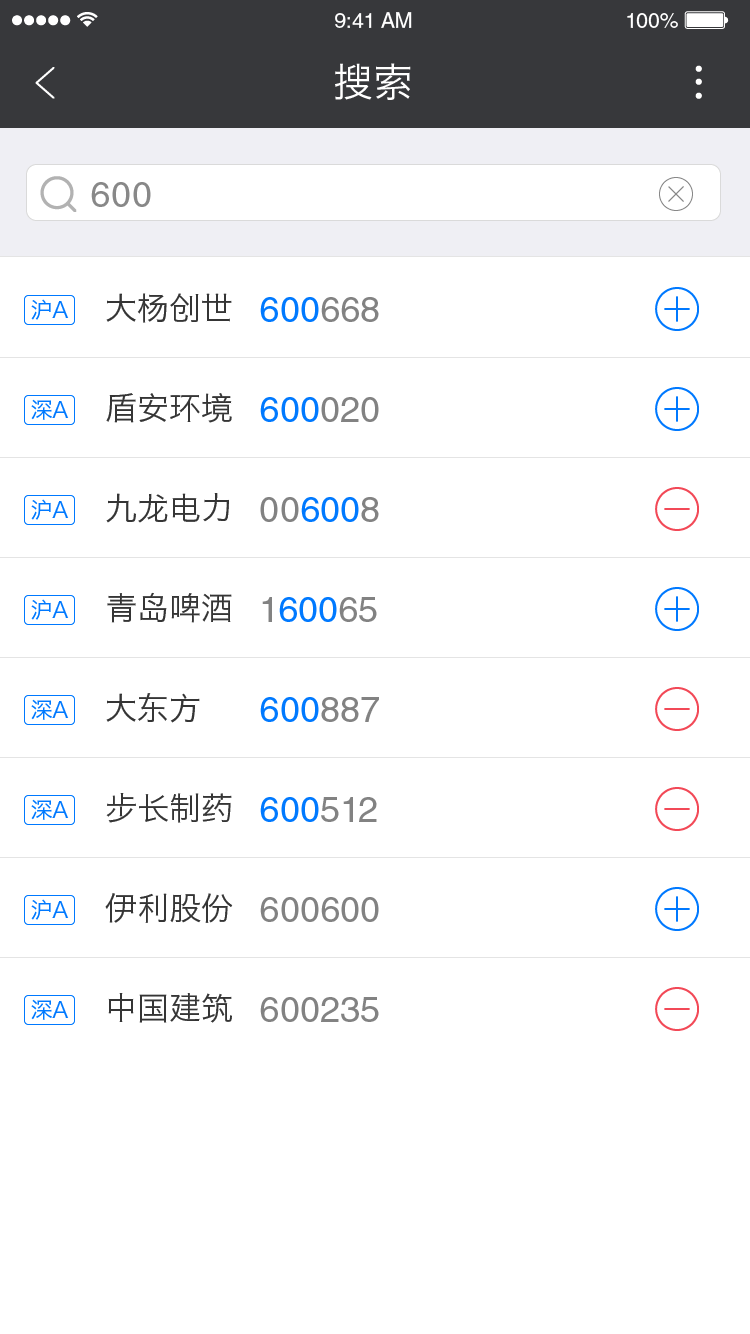 9:41 AM 100%
搜索
600
沪A 大杨创世 600668
深A 盾安环境 600020
沪A 九龙电力 006008
沪A 青岛啤酒 160065
深A 大东方 600887
深A 步长制药 600512
沪A 伊利股份 600600
深A 中国建筑 600235